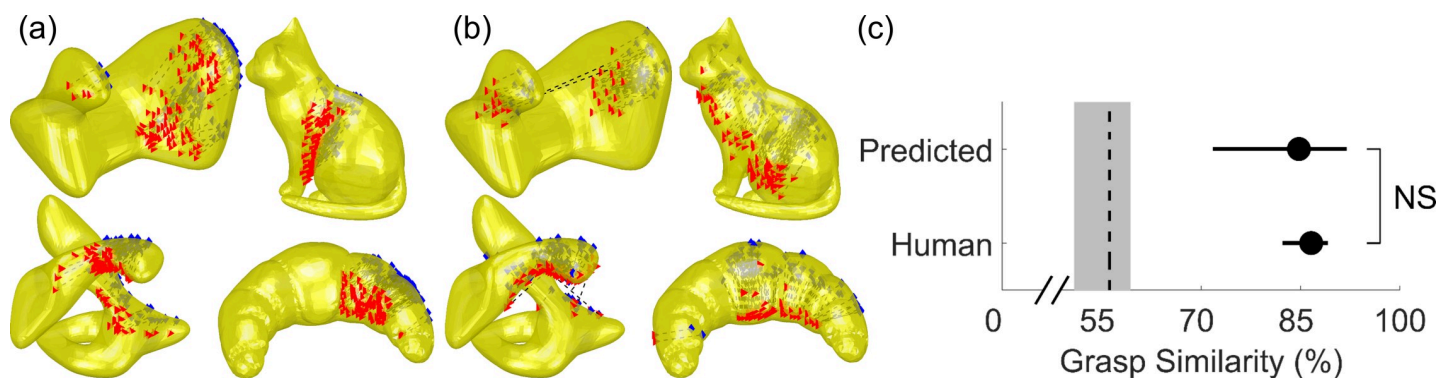 (a)
(b)
(c)
Predicted
Human
NS
0 55 70 85 100
Grasp Similarity (%)